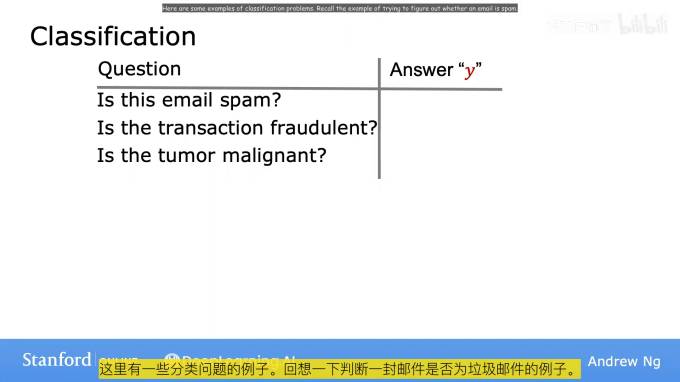 Here are some examples of classification problems. Recall the example of trying to figure out whether an email is spam.
bilibili
Classification
Question
Answer “y”
Is this email spam?
Is the transaction fraudulent?
Is the tumor malignant?
Stanford
Andrew Ng
这里有一些分类问题的例子。回想一下判断一封邮件是否为垃圾邮件的例子。